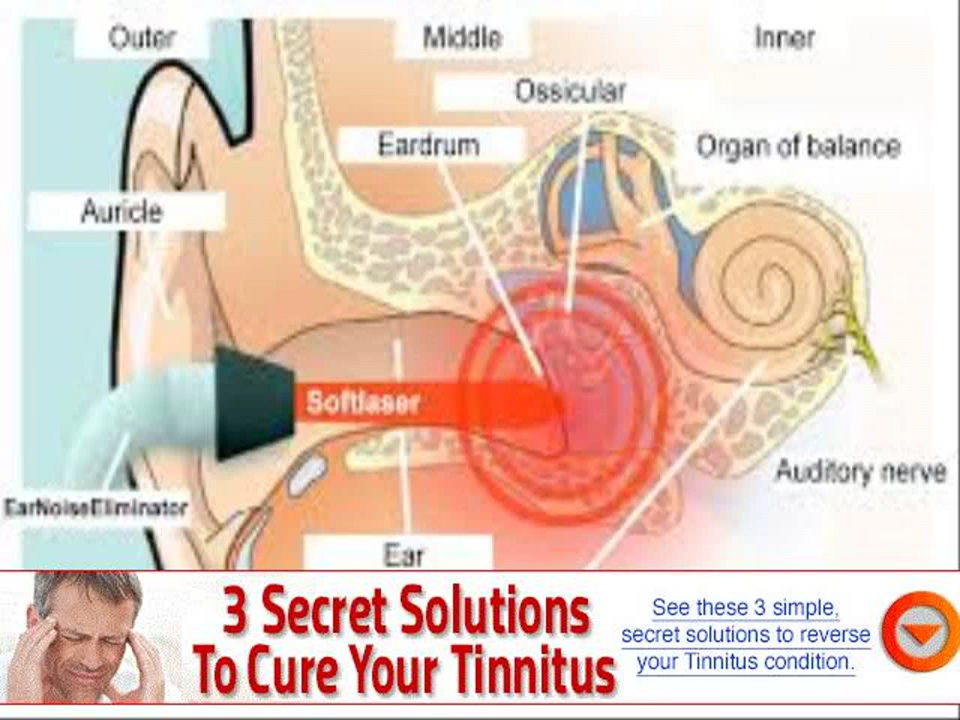 Outer
Middle
Inner
Ossicular
Eardrum
Organ of balance
Auricle
Softlaser
Auditory nerve
EarNoiseEliminator
Ear
3 Secret Solutions
To Cure Your Tinnitus
See these 3 simple,
secret solutions to reverse
your Tinnitus condition.